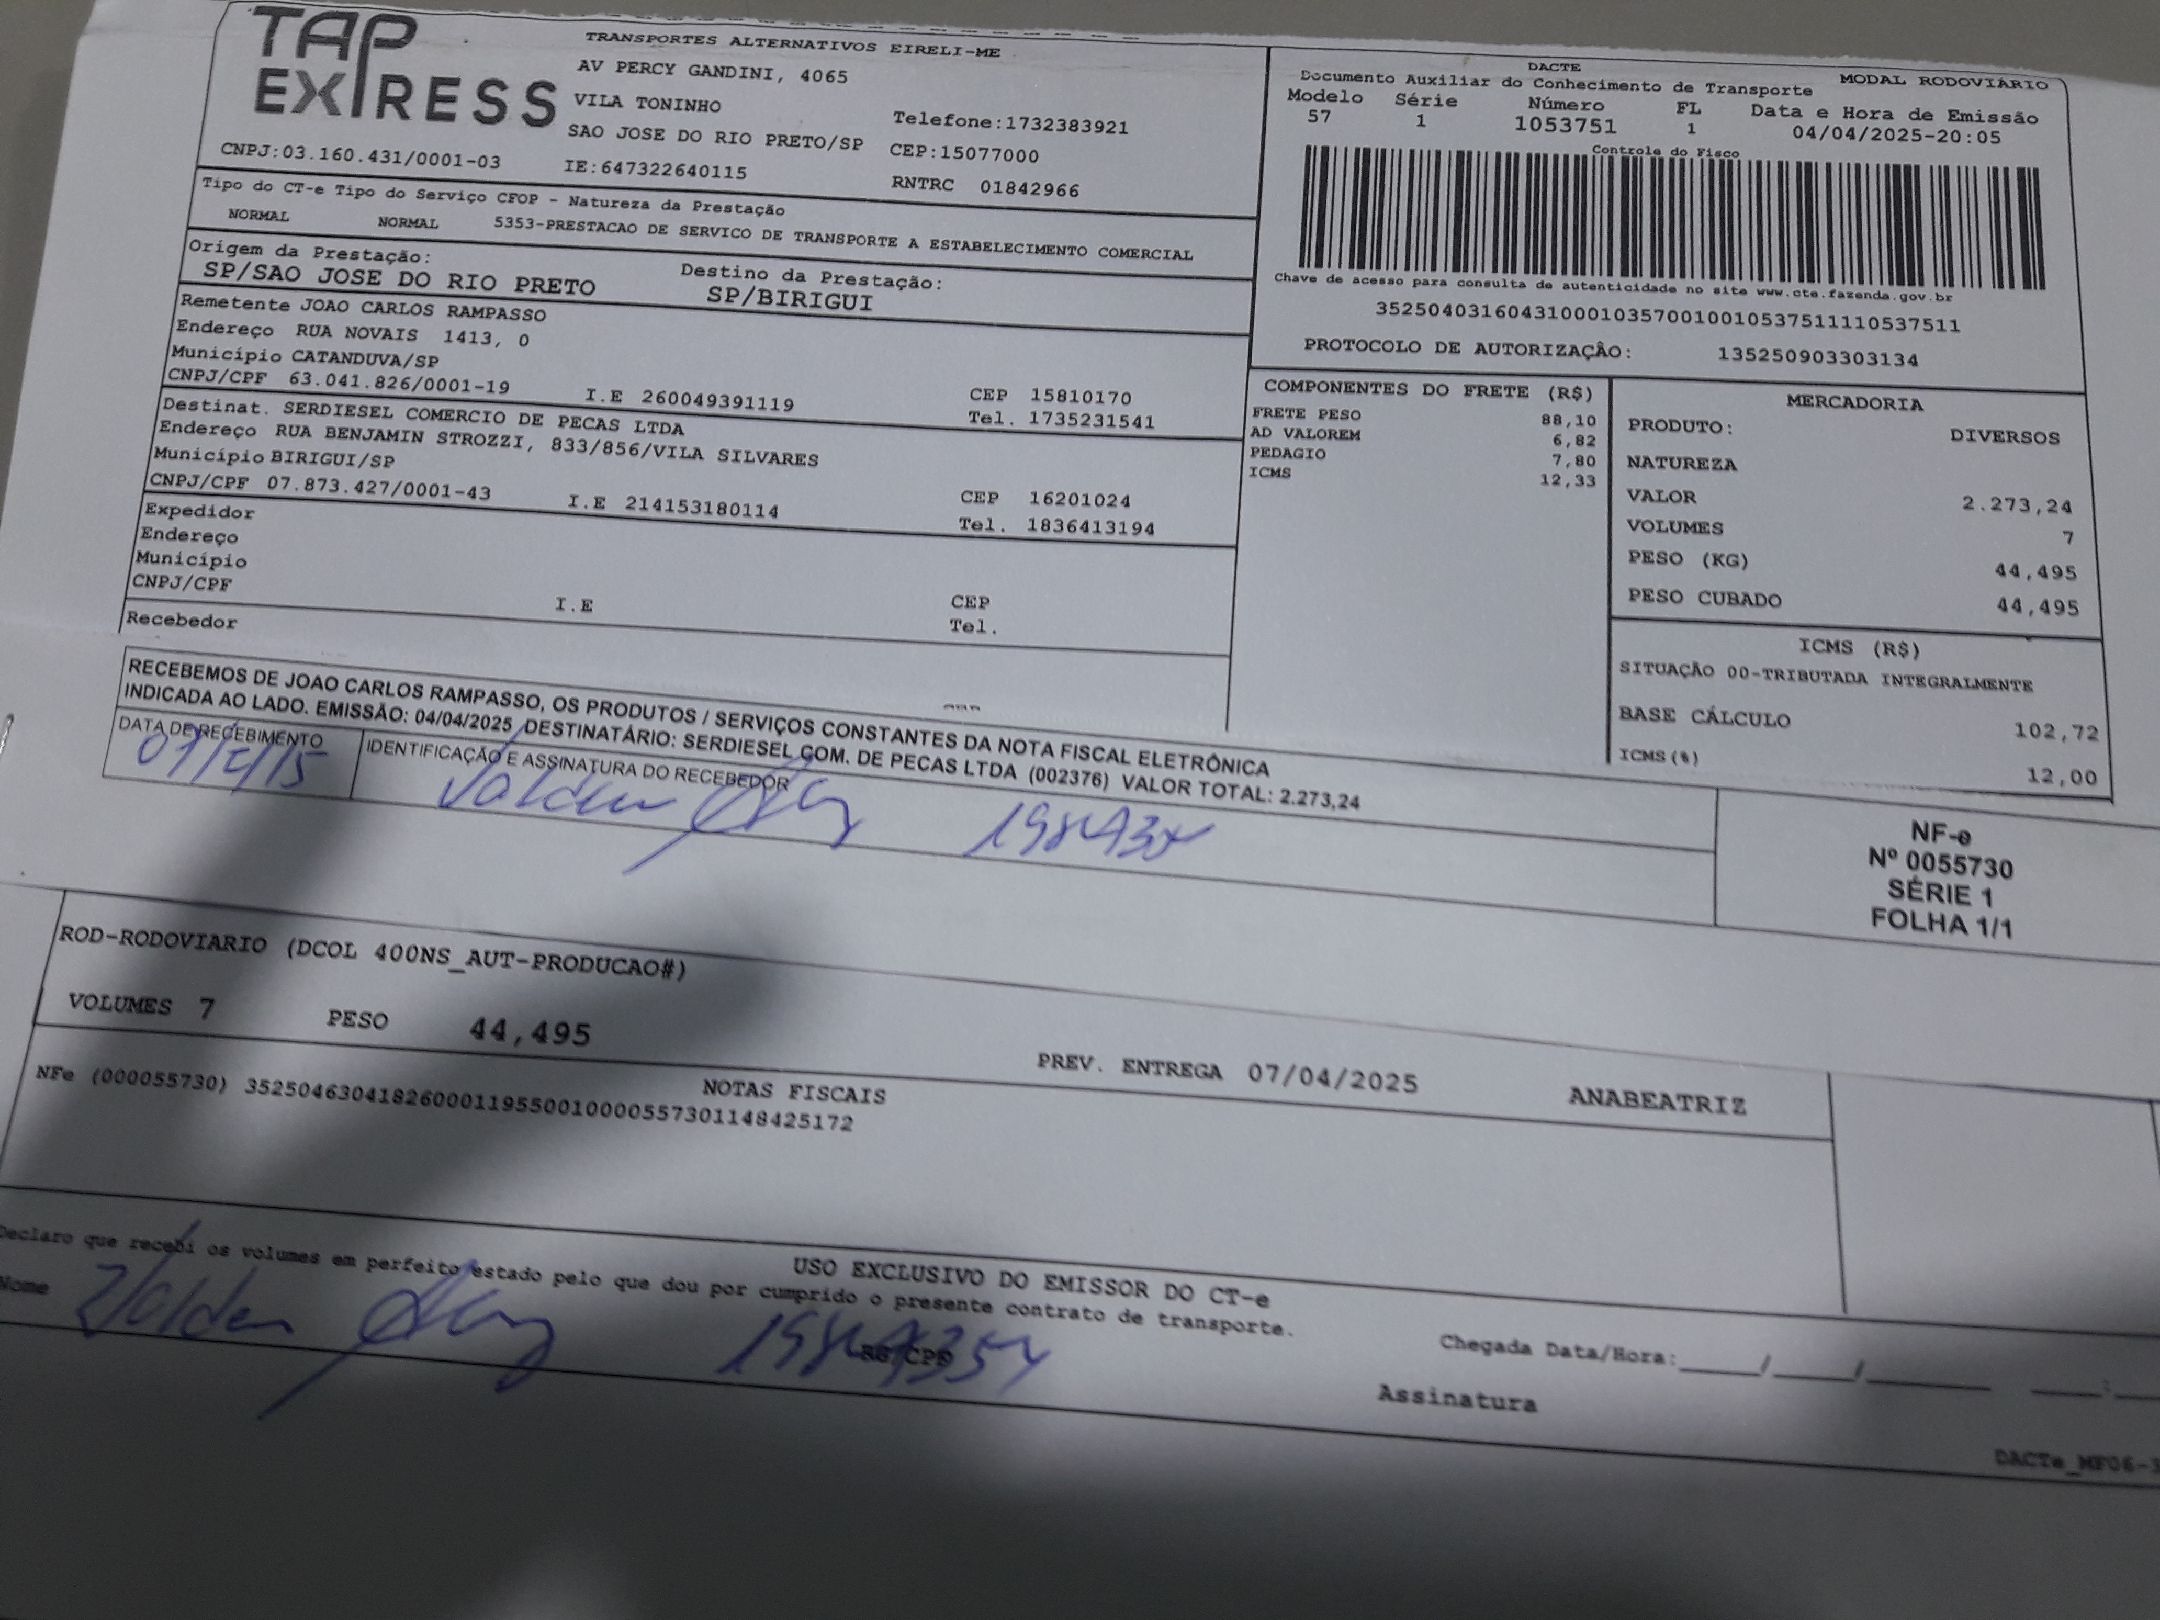 TAP EXPRESS
TRANSPORTES ALTERNATIVOS EIRELI-ME
AV PERCY GANDINI, 4065
VILA TONINHO
SAO JOSE DO RIO PRETO/SP
Telefone:1732383921
CEP:15077000
CNPJ:03.160.431/0001-03 IE:647322640115 RNTRC 01842966
DACTE MODAL RODOVIÁRIO
Documento Auxiliar do Conhecimento de Transporte
Modelo Série Número FL Data e Hora de Emissão
57 1 1053751 1 04/04/2025-20:05
Controle do Fisco
Chave de acesso para consulta de autenticidade no site www.cte.fazenda.gov.br
35250403160431000103570010010537511110537511
PROTOCOLO DE AUTORIZAÇÃO: 135250903303134
Tipo do CT-e Tipo do Serviço CFOP - Natureza da Prestação
NORMAL NORMAL 5353-PRESTACAO DE SERVICO DE TRANSPORTE A ESTABELECIMENTO COMERCIAL
Origem da Prestação: Destino da Prestação:
SP/SAO JOSE DO RIO PRETO SP/BIRIGUI
Remetente JOAO CARLOS RAMPASSO
Endereço RUA NOVAIS 1413, 0
Município CATANDUVA/SP CEP 15810170
CNPJ/CPF 63.041.826/0001-19 I.E 260049391119 Tel. 1735231541
Destinat. SERDIESEL COMERCIO DE PECAS LTDA
Endereço RUA BENJAMIN STROZZI, 833/856/VILA SILVARES
Município BIRIGUI/SP CEP 16201024
CNPJ/CPF 07.873.427/0001-43 I.E 214153180114 Tel. 1836413194
Expedidor
Endereço
Município CEP
CNPJ/CPF I.E Tel.
Recebedor
COMPONENTES DO FRETE (R$)
FRETE PESO 88,10
AD VALOREM 6,82
PEDAGIO 7,80
ICMS 12,33
MERCADORIA
PRODUTO: DIVERSOS
NATUREZA
VALOR 2.273,24
VOLUMES 7
PESO (KG) 44,495
PESO CUBADO 44,495
ICMS (R$)
SITUAÇÃO 00-TRIBUTADA INTEGRALMENTE
BASE CÁLCULO 102,72
ICMS(%) 12,00
RECEBEMOS DE JOAO CARLOS RAMPASSO, OS PRODUTOS / SERVIÇOS CONSTANTES DA NOTA FISCAL ELETRÔNICA
INDICADA AO LADO. EMISSÃO: 04/04/2025 DESTINATÁRIO: SERDIESEL COM. DE PECAS LTDA (002376) VALOR TOTAL: 2.273,24
DATA DE RECEBIMENTO IDENTIFICAÇÃO E ASSINATURA DO RECEBEDOR
NF-e
Nº 0055730
SÉRIE 1
FOLHA 1/1
ROD-RODOVIARIO (DCOL 400NS_AUT-PRODUCAO#)
VOLUMES 7 PESO 44,495 PREV. ENTREGA 07/04/2025 ANABEATRIZ
NOTAS FISCAIS
NFe (000055730) 35250463041826000119550010000557301148425172
USO EXCLUSIVO DO EMISSOR DO CT-e
Declaro que recebi os volumes em perfeito estado pelo que dou por cumprido o presente contrato de transporte.
Nome RG/CPF Chegada Data/Hora:_____/_____/________ ____:
Assinatura